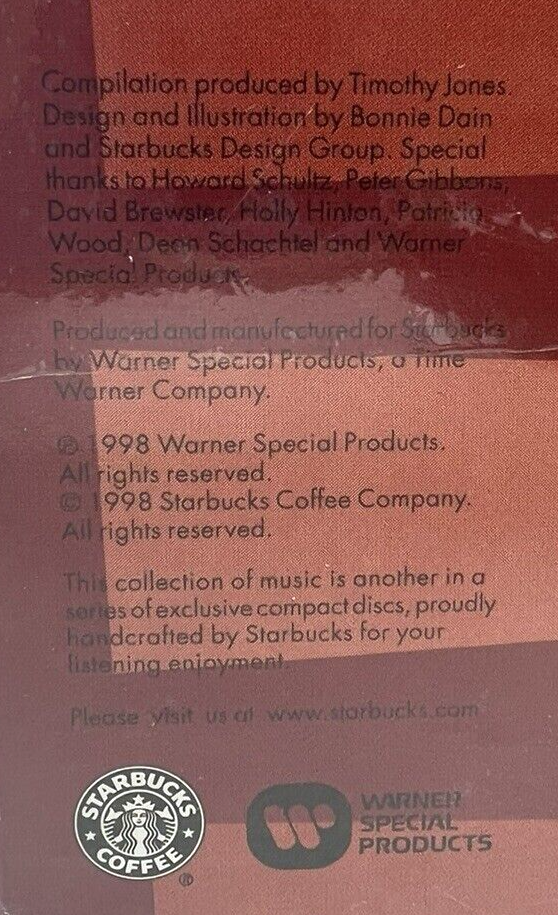 Compilation produced by Timothy Jones.
Design and Illustration by Bonnie Dain
and Starbucks Design Group. Special
thanks to Howard Schultz, Peter Gibbons,
David Brewster, Holly Hinton, Patricia
Wood, Dean Schachtel and Warner
Special Products.
Produced and manufactured for Starbucks
by Warner Special Products, a Time
Warner Company.
℗ 1998 Warner Special Products.
All rights reserved.
© 1998 Starbucks Coffee Company.
All rights reserved.
This collection of music is another in a
series of exclusive compact discs, proudly
handcrafted by Starbucks for your
listening enjoyment.
Please visit us at www.starbucks.com
STARBUCKS
COFFEE
®
WARNER
SPECIAL
PRODUCTS